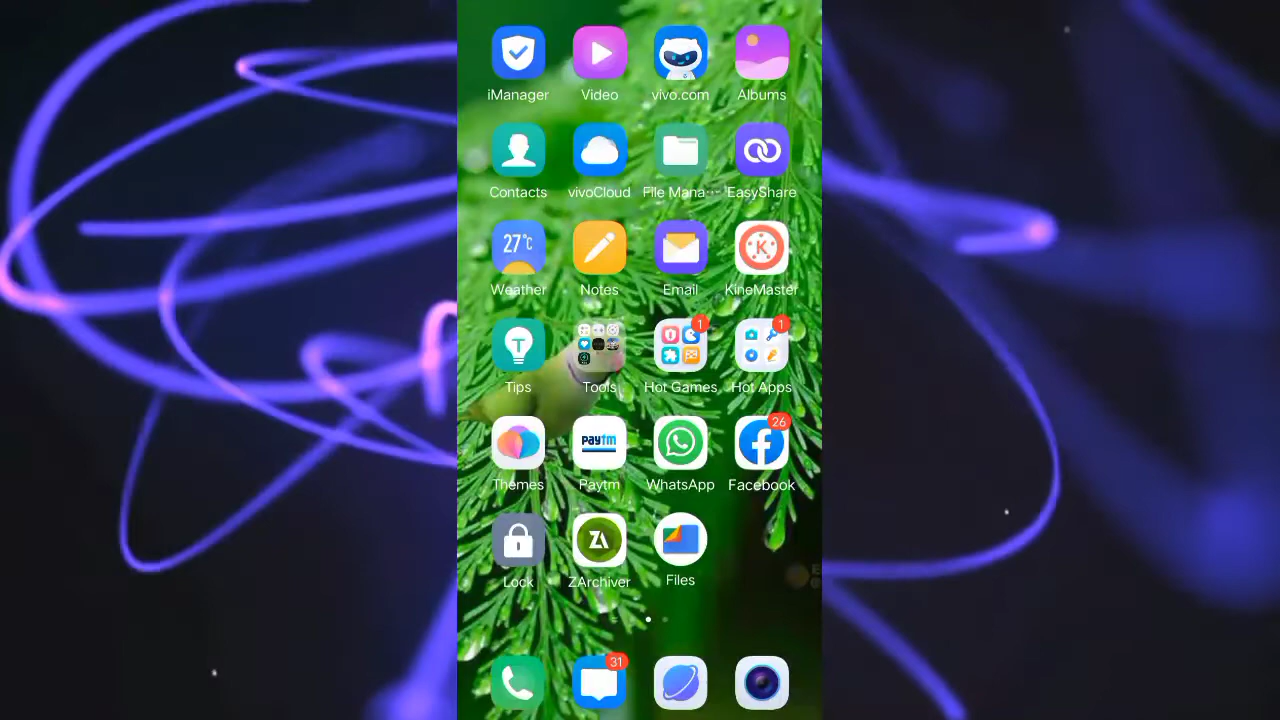 iManager Video vivo.com Albums
Contacts vivoCloud File Mana··· EasyShare
27°c
Weather Notes Email KineMaster
K
T
1 1
Tips Tools Hot Games Hot Apps
paytm
26
Themes Paytm WhatsApp Facebook
ZA
Lock ZArchiver Files
31